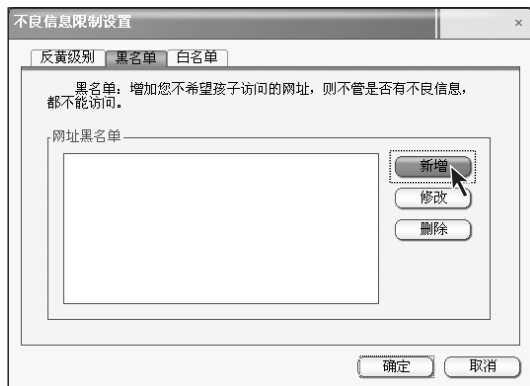 不良信息限制设置
反黄级别 黑名单 白名单
黑名单：增加您不希望孩子访问的网址，则不管是否有不良信息，
都不能访问。
网址黑名单
新增
修改
删除
确定 取消